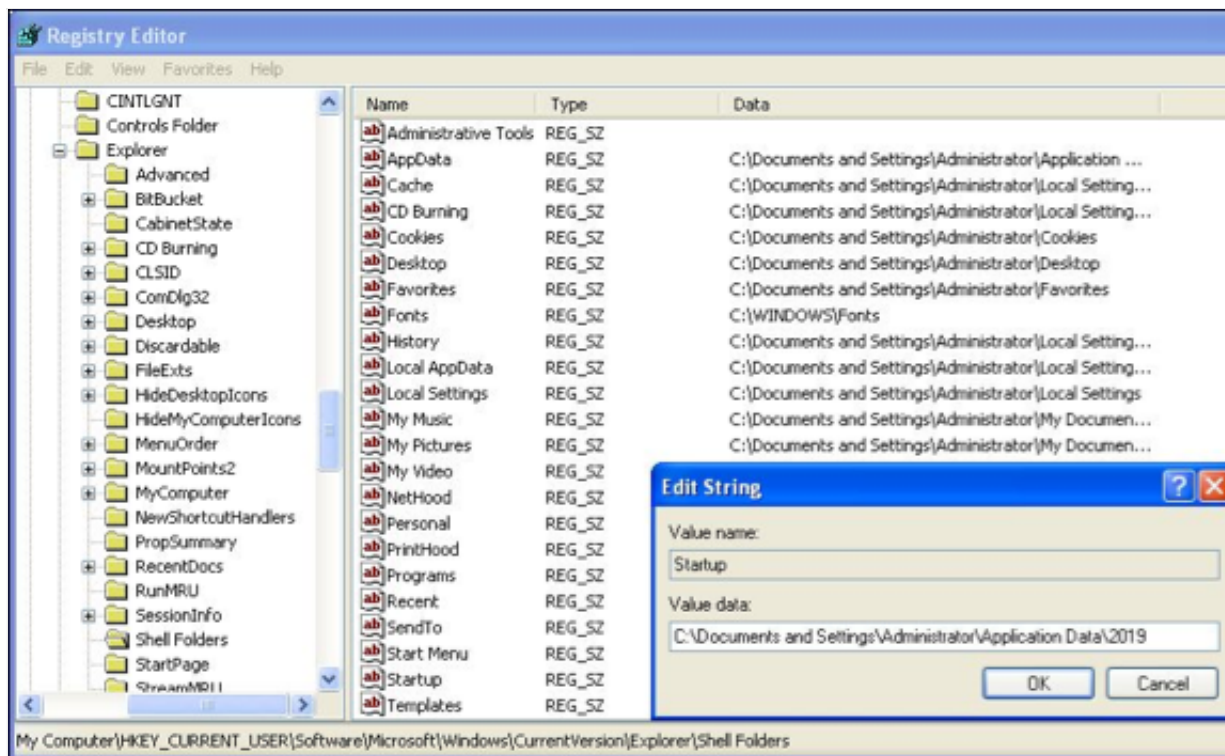 Registry Editor
File Edit View Favorites Help
CINTLGNT
Controls Folder
Explorer
Advanced
BitBucket
CabinetState
CD Burning
CLSID
ComDlg32
Desktop
Discardable
FileExts
HideDesktopIcons
HideMyComputerIcons
MenuOrder
MountPoints2
MyComputer
NewShortcutHandlers
PropSummary
RecentDocs
RunMRU
SessionInfo
Shell Folders
StartPage
StreamMRU
Name Type Data
Administrative Tools REG_SZ
AppData REG_SZ C:\Documents and Settings\Administrator\Application ...
Cache REG_SZ C:\Documents and Settings\Administrator\Local Setting...
CD Burning REG_SZ C:\Documents and Settings\Administrator\Local Setting...
Cookies REG_SZ C:\Documents and Settings\Administrator\Cookies
Desktop REG_SZ C:\Documents and Settings\Administrator\Desktop
Favorites REG_SZ C:\Documents and Settings\Administrator\Favorites
Fonts REG_SZ C:\WINDOWS\Fonts
History REG_SZ C:\Documents and Settings\Administrator\Local Setting...
Local AppData REG_SZ C:\Documents and Settings\Administrator\Local Setting...
Local Settings REG_SZ C:\Documents and Settings\Administrator\Local Settings
My Music REG_SZ C:\Documents and Settings\Administrator\My Documen...
My Pictures REG_SZ C:\Documents and Settings\Administrator\My Documen...
My Video REG_SZ
NetHood REG_SZ
Personal REG_SZ
PrintHood REG_SZ
Programs REG_SZ
Recent REG_SZ
SendTo REG_SZ
Start Menu REG_SZ
Startup REG_SZ
Templates REG_SZ
Edit String
Value name:
Startup
Value data:
C:\Documents and Settings\Administrator\Application Data\2019
OK Cancel
My Computer\HKEY_CURRENT_USER\Software\Microsoft\Windows\CurrentVersion\Explorer\Shell Folders